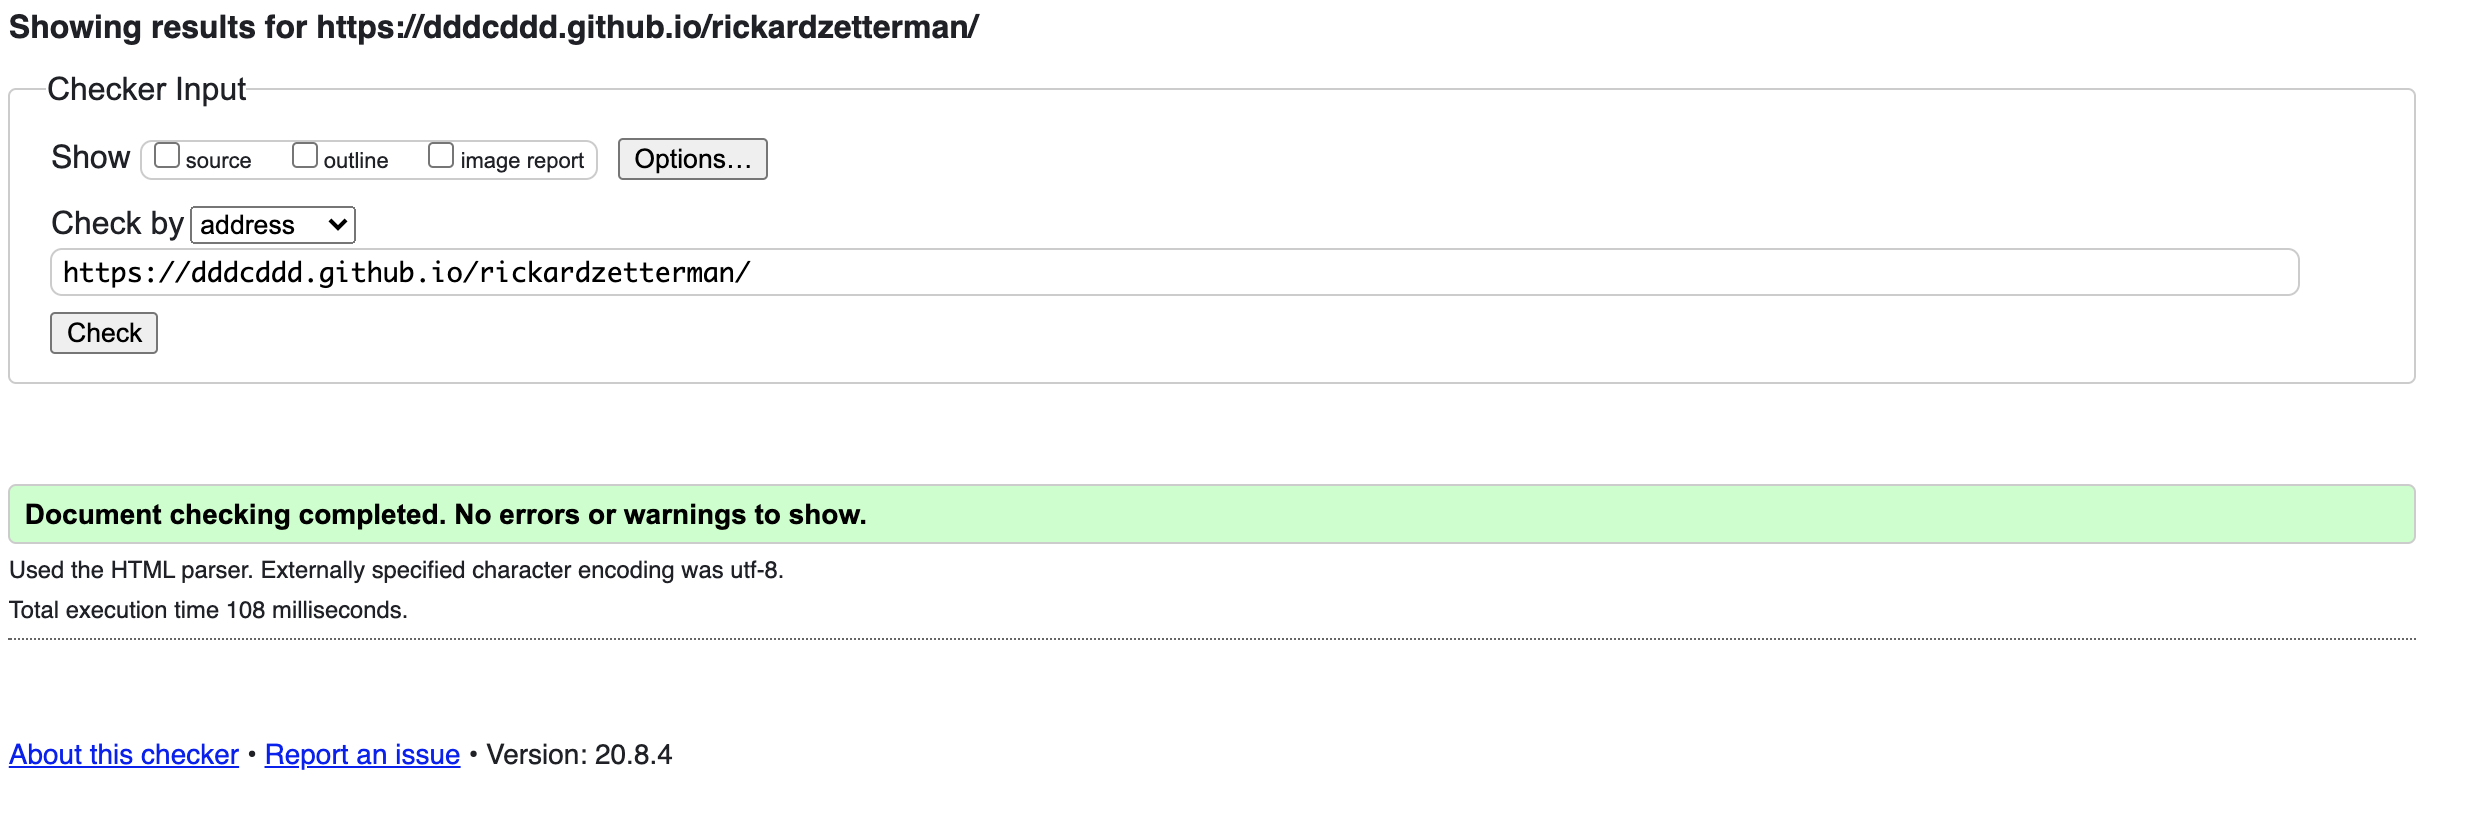 Showing results for https://dddcddd.github.io/rickardzetterman/
Checker Input
Show source outline image report Options…
Check by address
https://dddcddd.github.io/rickardzetterman/
Check
Document checking completed. No errors or warnings to show.
Used the HTML parser. Externally specified character encoding was utf-8.
Total execution time 108 milliseconds.
About this checker • Report an issue • Version: 20.8.4